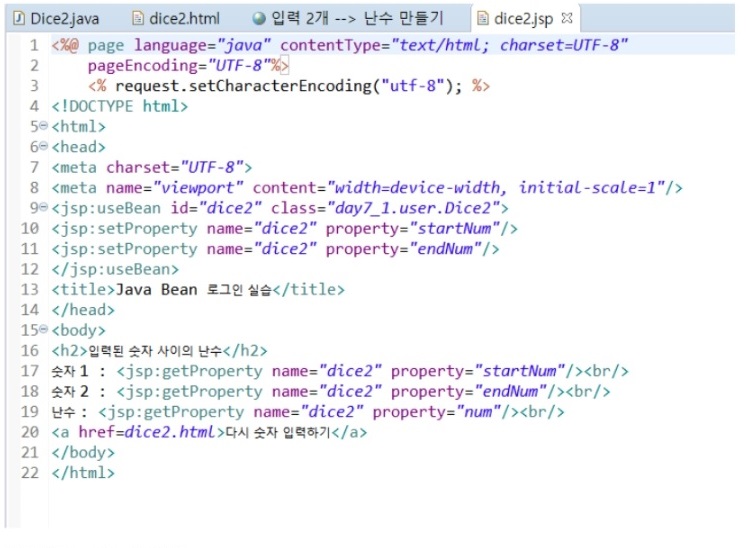 Dice2.java dice2.html 입력 2개 --> 난수 만들기 dice2.jsp
1 <%@ page language="java" contentType="text/html; charset=UTF-8"
2     pageEncoding="UTF-8"%>
3     <% request.setCharacterEncoding("utf-8"); %>
4 <!DOCTYPE html>
5 <html>
6 <head>
7 <meta charset="UTF-8">
8 <meta name="viewport" content="width=device-width, initial-scale=1"/>
9 <jsp:useBean id="dice2" class="day7_1.user.Dice2">
10 <jsp:setProperty name="dice2" property="startNum"/>
11 <jsp:setProperty name="dice2" property="endNum"/>
12 </jsp:useBean>
13 <title>Java Bean 로그인 실습</title>
14 </head>
15 <body>
16 <h2>입력된 숫자 사이의 난수</h2>
17 숫자1 : <jsp:getProperty name="dice2" property="startNum"/><br/>
18 숫자2 : <jsp:getProperty name="dice2" property="endNum"/><br/>
19 난수 : <jsp:getProperty name="dice2" property="num"/><br/>
20 <a href=dice2.html>다시 숫자 입력하기</a>
21 </body>
22 </html>